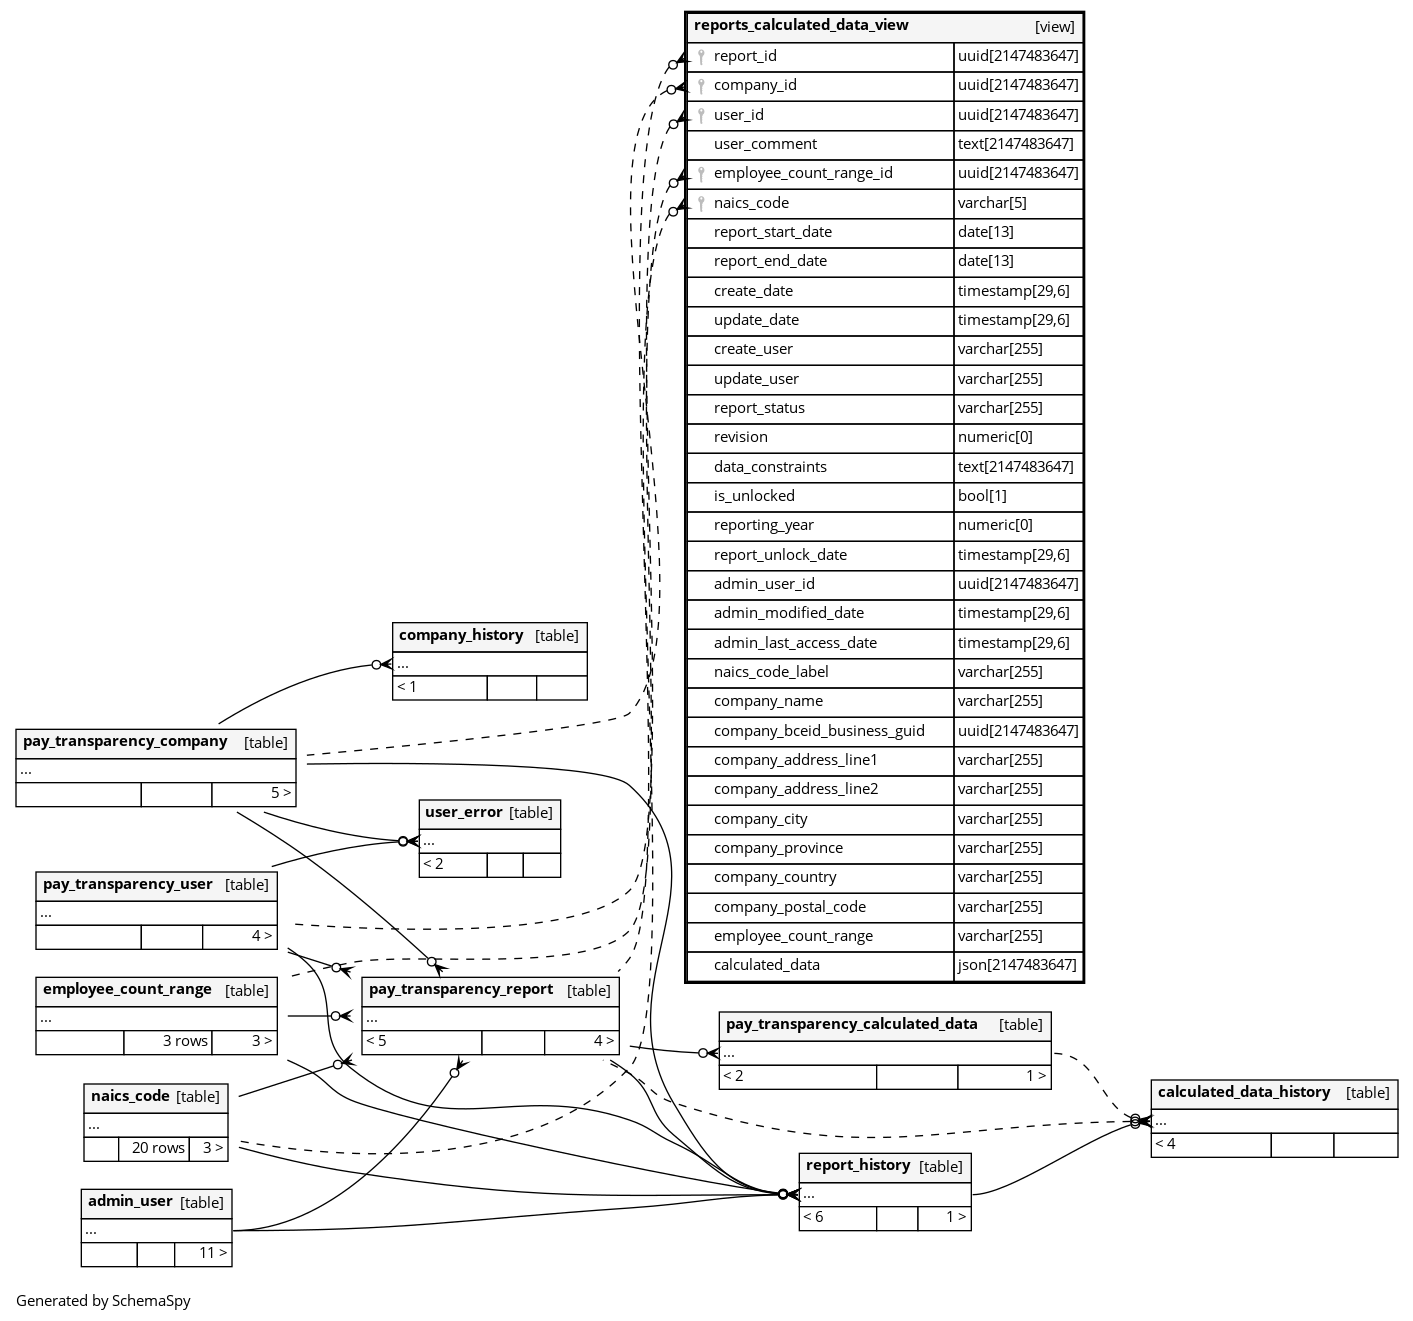 reports_calculated_data_view [view]
report_id uuid[2147483647]
company_id uuid[2147483647]
user_id uuid[2147483647]
user_comment text[2147483647]
employee_count_range_id uuid[2147483647]
naics_code varchar[5]
report_start_date date[13]
report_end_date date[13]
create_date timestamp[29,6]
update_date timestamp[29,6]
create_user varchar[255]
update_user varchar[255]
report_status varchar[255]
revision numeric[0]
data_constraints text[2147483647]
is_unlocked bool[1]
reporting_year numeric[0]
report_unlock_date timestamp[29,6]
admin_user_id uuid[2147483647]
admin_modified_date timestamp[29,6]
admin_last_access_date timestamp[29,6]
naics_code_label varchar[255]
company_name varchar[255]
company_bceid_business_guid uuid[2147483647]
company_address_line1 varchar[255]
company_address_line2 varchar[255]
company_city varchar[255]
company_province varchar[255]
company_country varchar[255]
company_postal_code varchar[255]
employee_count_range varchar[255]
calculated_data json[2147483647]
company_history [table]
...
< 1
pay_transparency_company [table]
...
5 >
user_error [table]
...
< 2
pay_transparency_user [table]
...
4 >
employee_count_range [table]
...
3 rows 3 >
pay_transparency_report [table]
...
< 5 4 >
pay_transparency_calculated_data [table]
...
< 2 1 >
naics_code [table]
...
20 rows 3 >
calculated_data_history [table]
...
< 4
report_history [table]
...
< 6 1 >
admin_user [table]
...
11 >
Generated by SchemaSpy